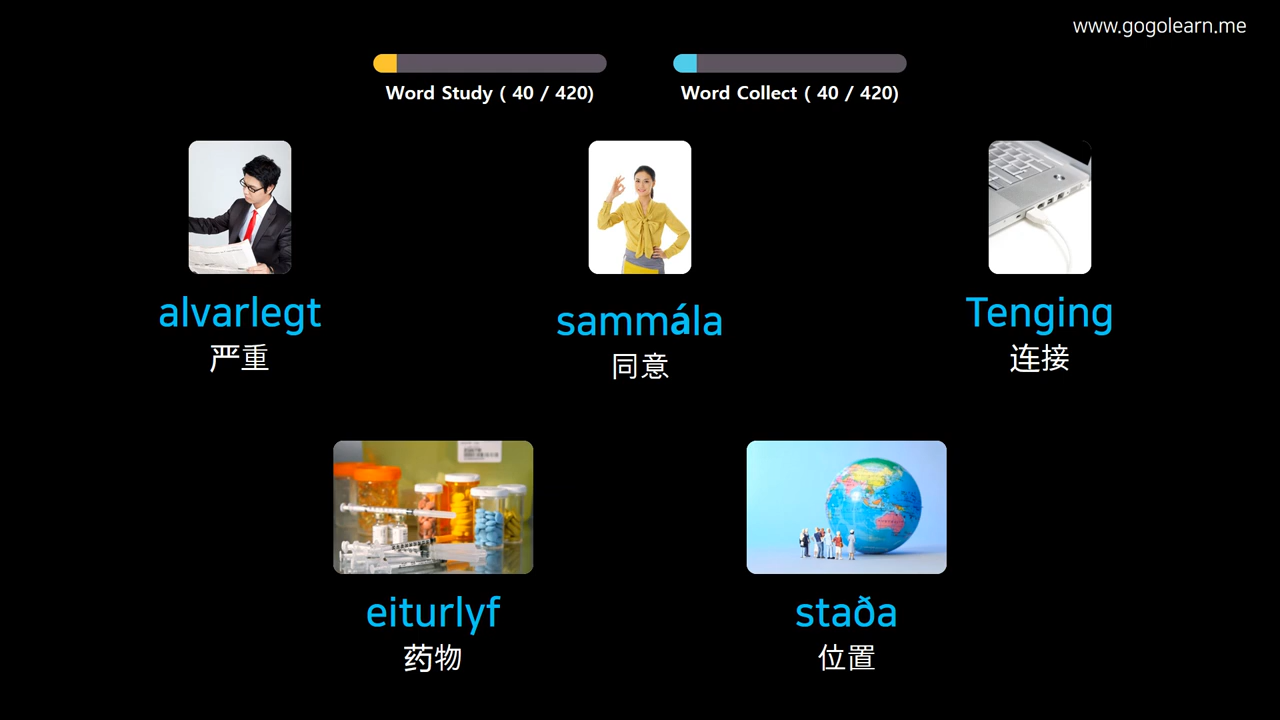 www.gogolearn.me
Word Study ( 40 / 420)
Word Collect ( 40 / 420)
alvarlegt
严重
sammála
同意
Tenging
连接
eiturlyf
药物
staða
位置